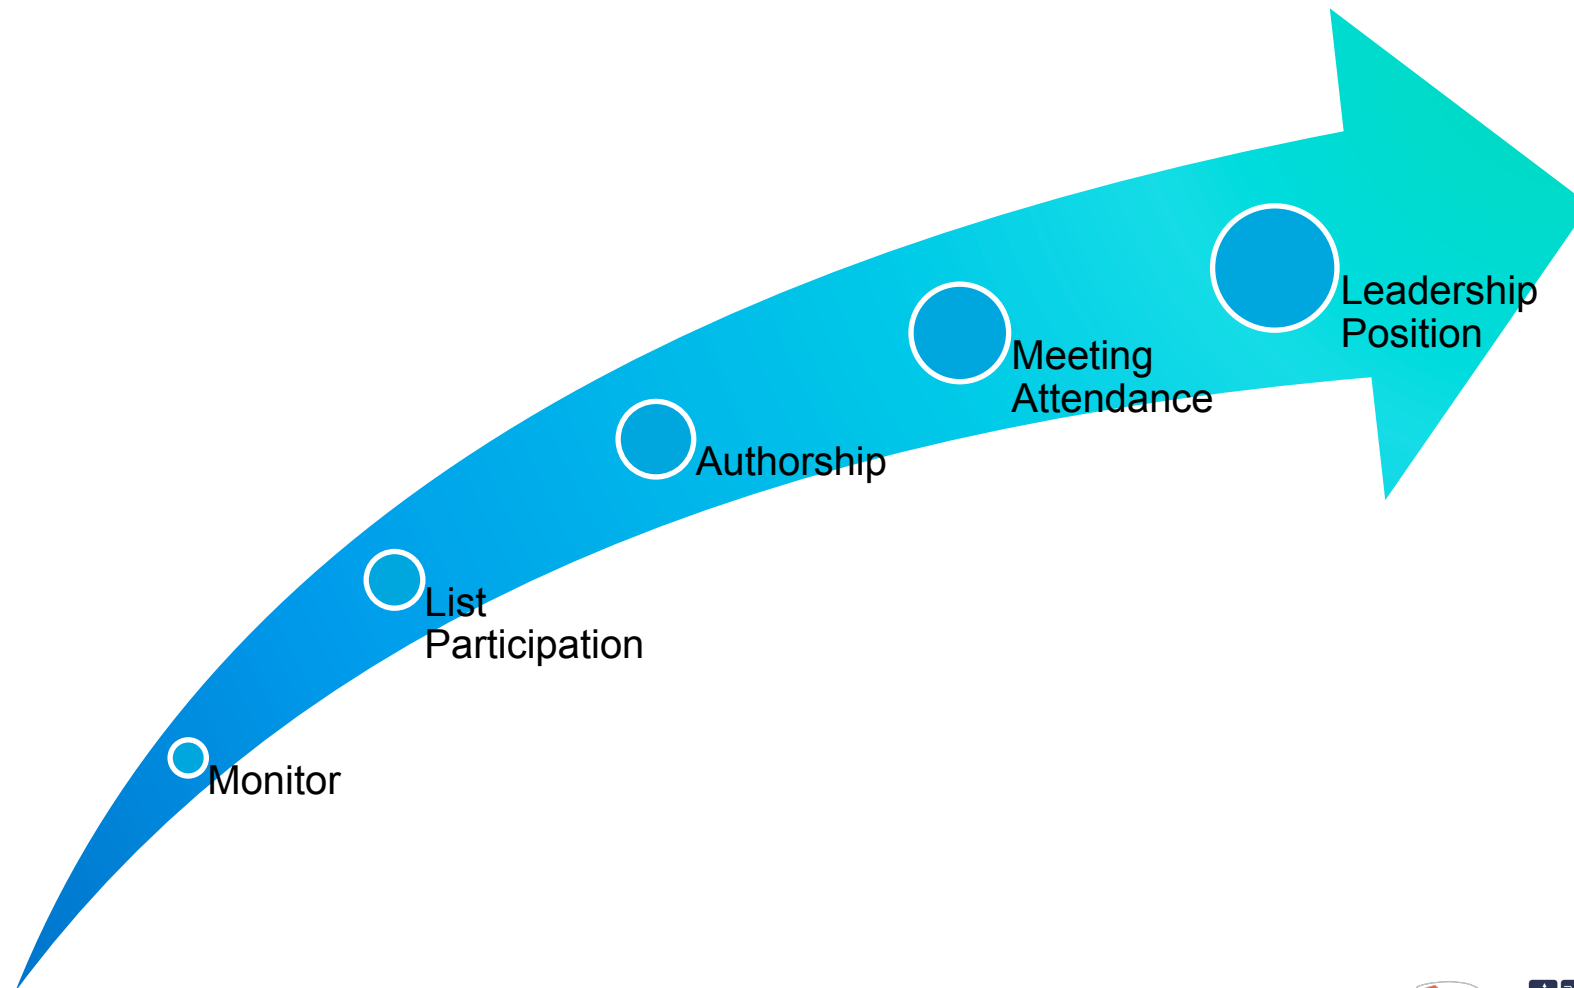 Leadership
Position
Meeting
Attendance
Authorship
List
Participation
Monitor